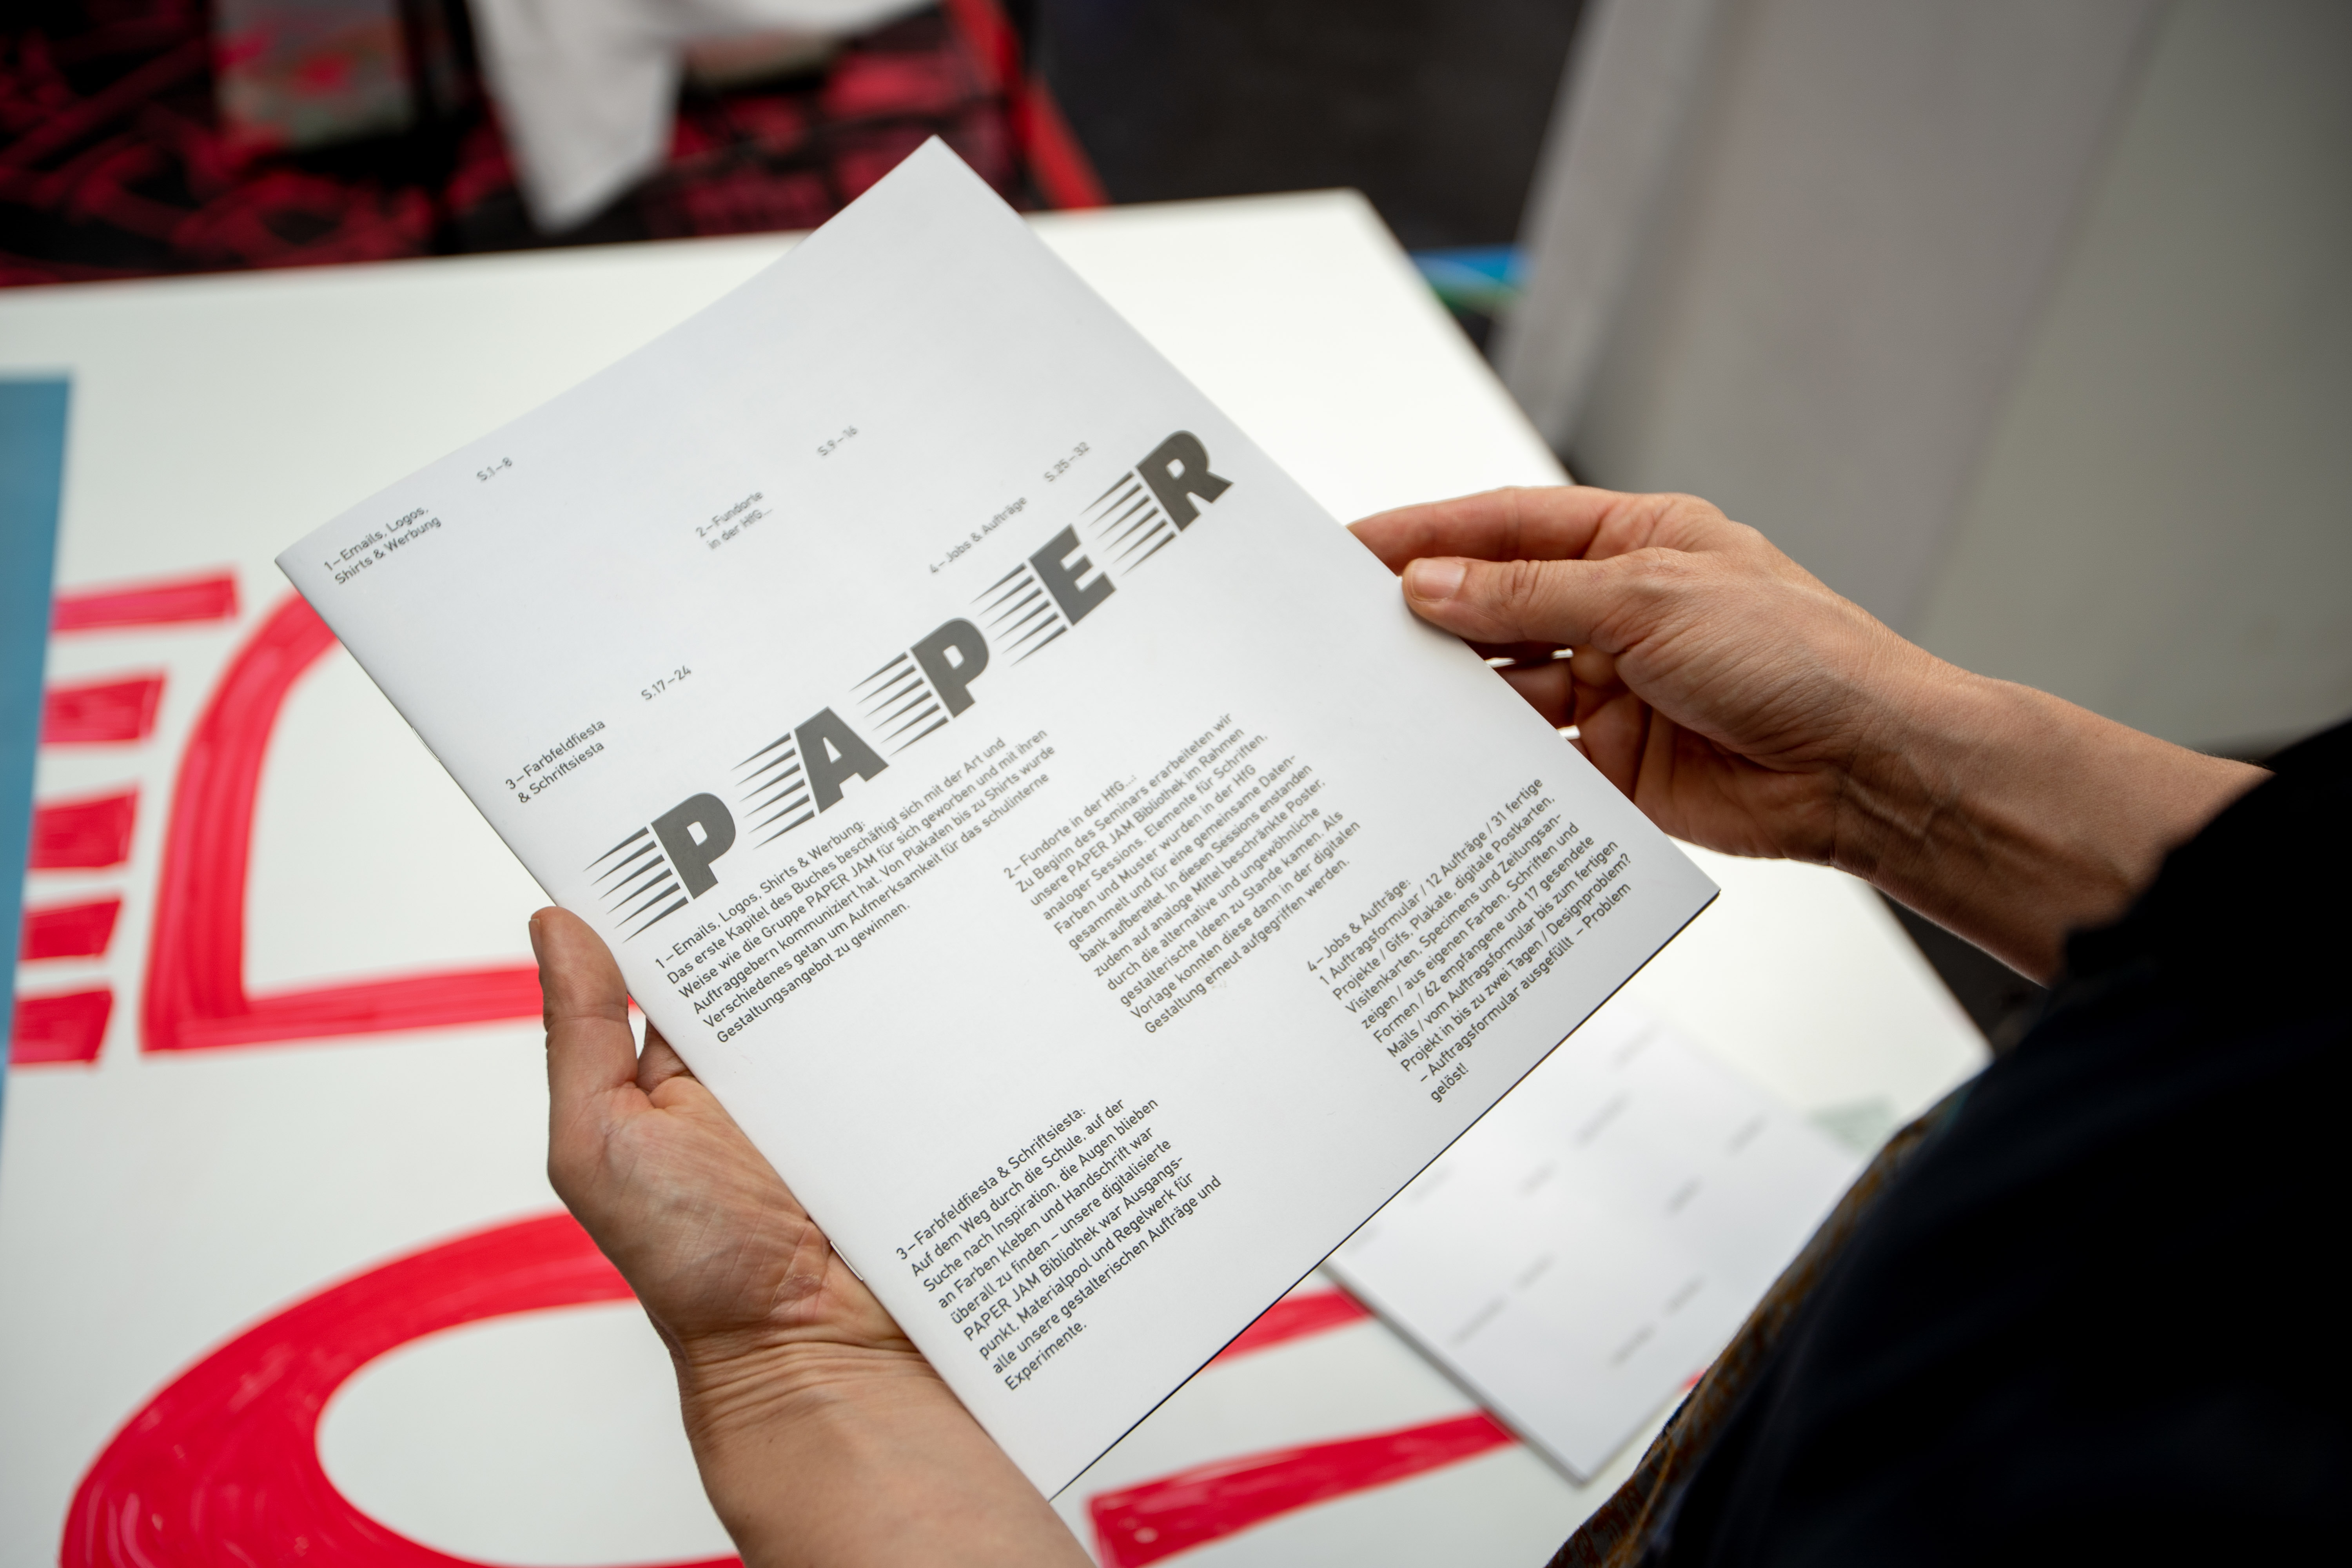 1 – Emails, Logos,
Shirts & Werbung
S.1–8
2 – Fundorte
in der HfG...
S.9–16
3 – Farbfeldfiesta
& Schriftsiesta
S.17–24
4 – Jobs & Aufträge
S.25–32
PAPER
1 – Emails, Logos, Shirts & Werbung:
Das erste Kapitel des Buches beschäftigt sich mit der Art und
Weise wie die Gruppe PAPER JAM für sich geworben und mit ihren
Auftraggebern kommuniziert hat. Von Plakaten bis zu Shirts wurde
Verschiedenes getan um Aufmerksamkeit für das schulinterne
Gestaltungsangebot zu gewinnen.
2 – Fundorte in der HfG...:
Zu Beginn des Seminars erarbeiteten wir
unsere PAPER JAM Bibliothek im Rahmen
analoger Sessions. Elemente für Schriften,
Farben und Muster wurden in der HfG
gesammelt und für eine gemeinsame Daten-
bank aufbereitet. In diesen Sessions enstanden
zudem auf analoge Mittel beschränkte Poster,
durch die alternative und ungewöhnliche
gestalterische Ideen zu Stande kamen. Als
Vorlage konnten diese dann in der digitalen
Gestaltung erneut aufgegriffen werden.
3 – Farbfeldfiesta & Schriftsiesta:
Auf dem Weg durch die Schule, auf der
Suche nach Inspiration, die Augen blieben
an Farben kleben und Handschrift war
überall zu finden – unsere digitalisierte
PAPER JAM Bibliothek war Ausgangs-
punkt, Materialpool und Regelwerk für
alle unsere gestalterischen Aufträge und
Experimente.
4 – Jobs & Aufträge:
1 Auftragsformular / 12 Aufträge / 31 fertige
Projekte / Gifs, Plakate, digitale Postkarten,
Visitenkarten, Specimens und Zeitungsan-
zeigen / aus eigenen Farben, Schriften und
Formen / 62 empfangene und 17 gesendete
Mails / vom Auftragsformular bis zum fertigen
Projekt in bis zu zwei Tagen / Designproblem?
– Auftragsformular ausgefüllt – Problem
gelöst!